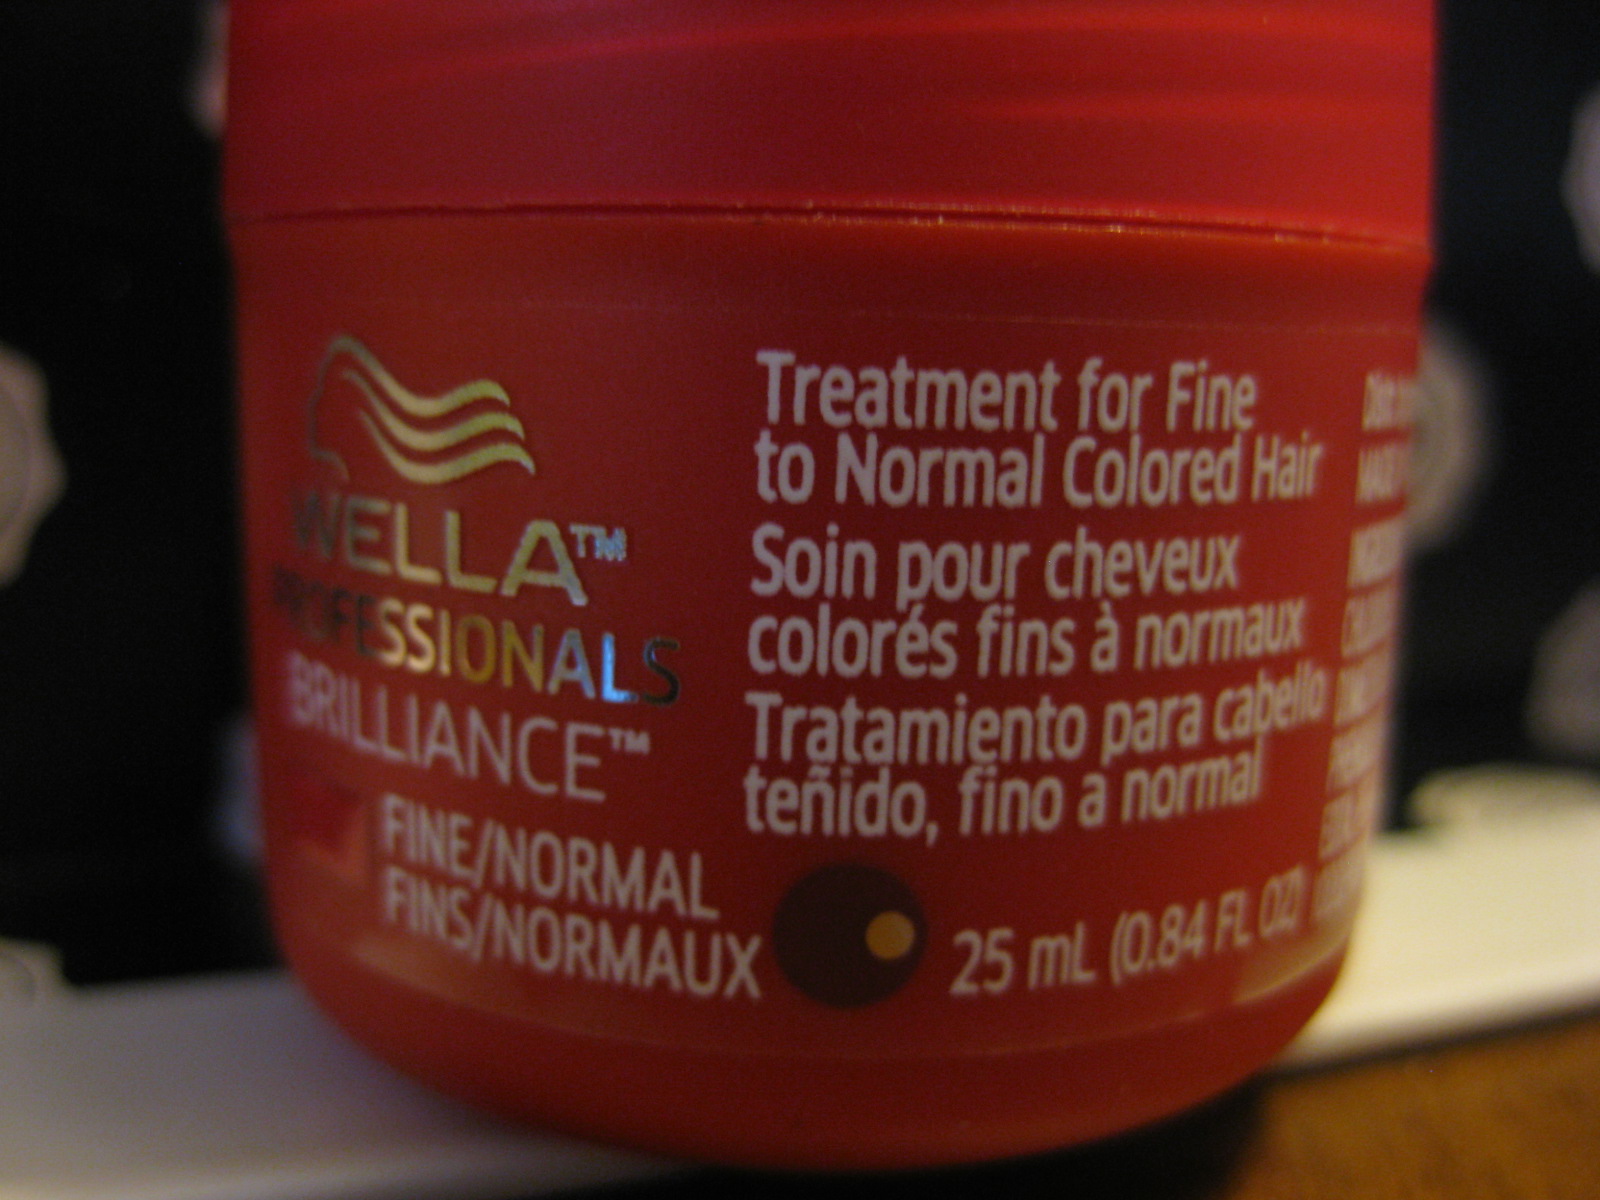 WELLA™
PROFESSIONALS
BRILLIANCE™
FINE/NORMAL
FINS/NORMAUX
Treatment for Fine
to Normal Colored Hair
Soin pour cheveux
colorés fins à normaux
Tratamiento para cabello
teñido, fino a normal
25 mL (0.84 FL OZ)